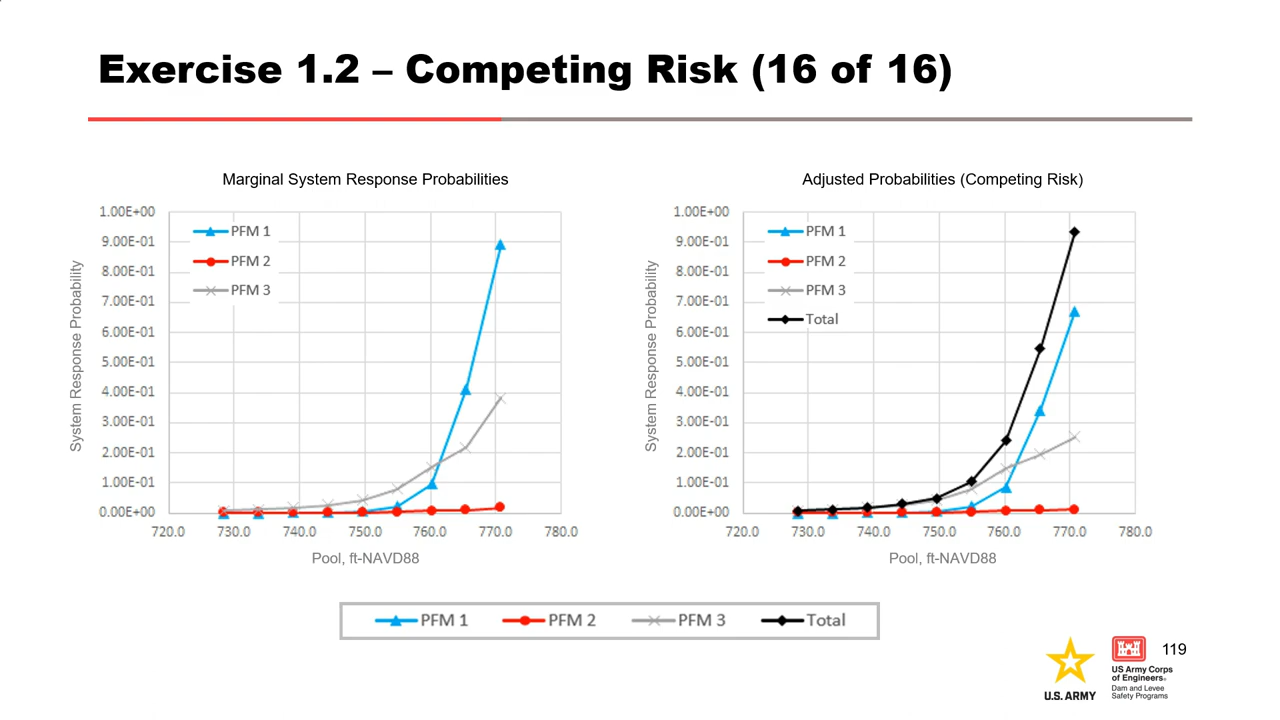 Exercise 1.2 – Competing Risk (16 of 16)
Marginal System Response Probabilities
System Response Probability
1.00E+00
9.00E-01
8.00E-01
7.00E-01
6.00E-01
5.00E-01
4.00E-01
3.00E-01
2.00E-01
1.00E-01
0.00E+00
PFM 1
PFM 2
PFM 3
720.0 730.0 740.0 750.0 760.0 770.0 780.0
Pool, ft-NAVD88
Adjusted Probabilities (Competing Risk)
System Response Probability
1.00E+00
9.00E-01
8.00E-01
7.00E-01
6.00E-01
5.00E-01
4.00E-01
3.00E-01
2.00E-01
1.00E-01
0.00E+00
PFM 1
PFM 2
PFM 3
Total
720.0 730.0 740.0 750.0 760.0 770.0 780.0
Pool, ft-NAVD88
PFM 1 PFM 2 PFM 3 Total
U.S. ARMY
US Army Corps
of Engineers®
Dam and Levee
Safety Programs
119